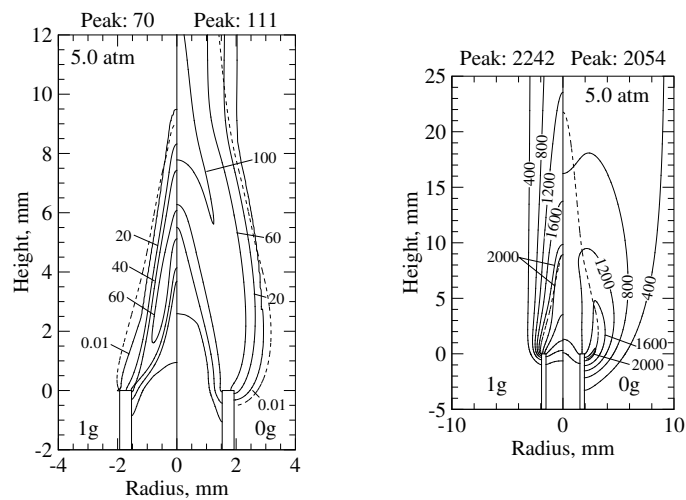 Peak: 70 Peak: 111
5.0 atm
12
10
8
6
4
2
0
-2
Height, mm
100
20
40
60
0.01
60
20
0.01
1g
0g
-4 -2 0 2 4
Radius, mm
Peak: 2242 Peak: 2054
5.0 atm
25
20
15
10
5
0
-5
Height, mm
400
800
1200
1600
2000
1200
800
400
1600
2000
1g
0g
-10 0 10
Radius, mm